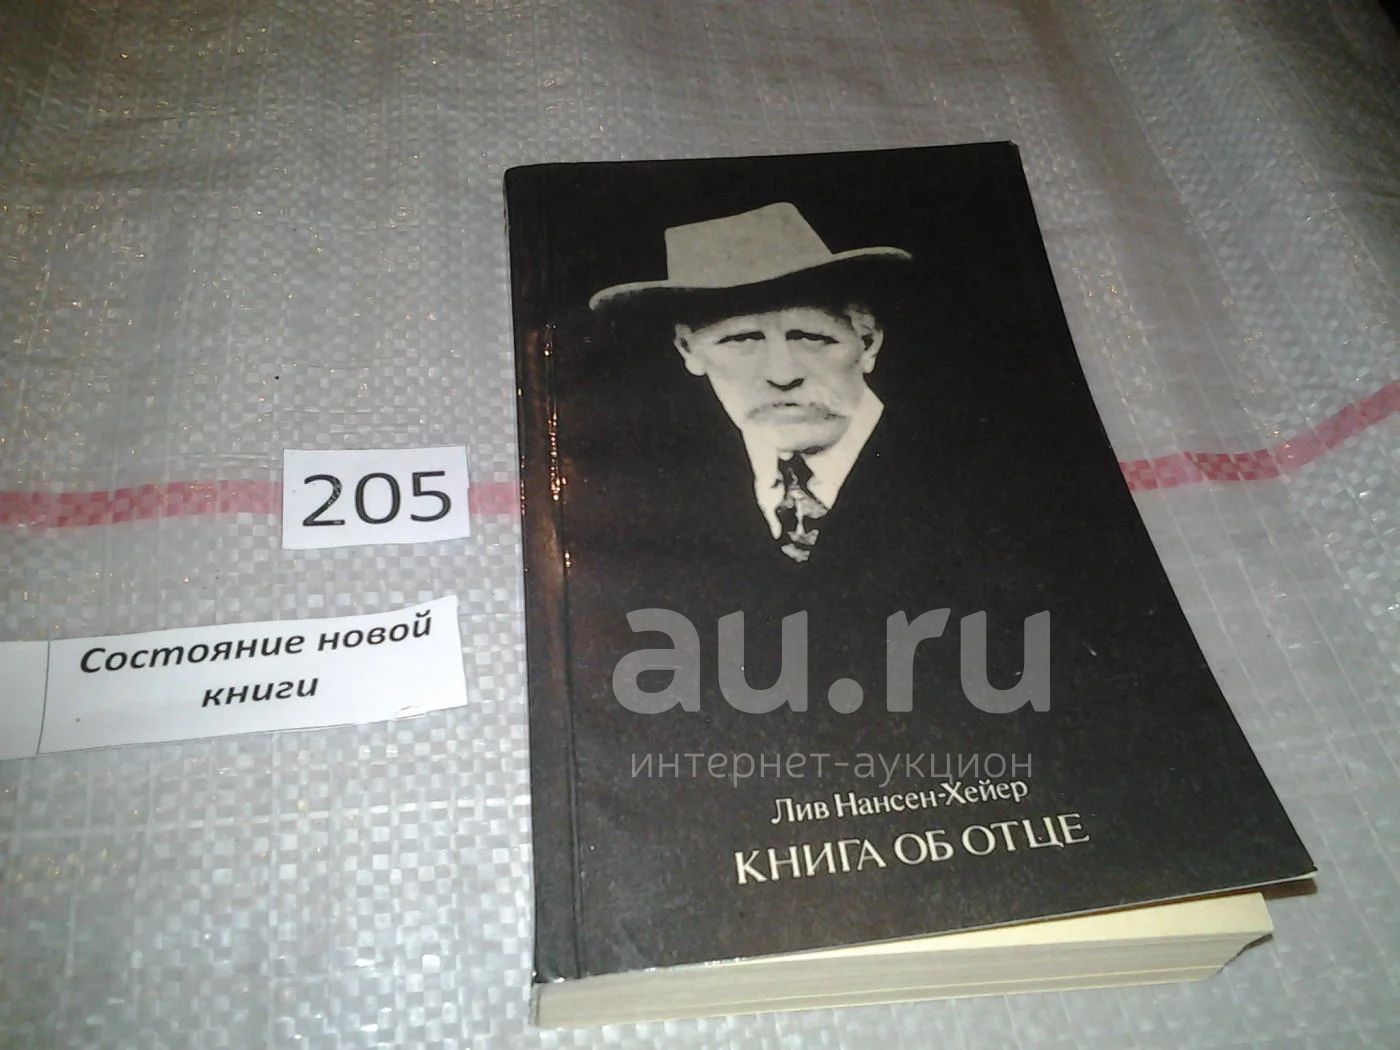 205
Состояние новой
книги
au.ru
интернет-аукцион
Лив Нансен-Хейер
КНИГА ОБ ОТЦЕ